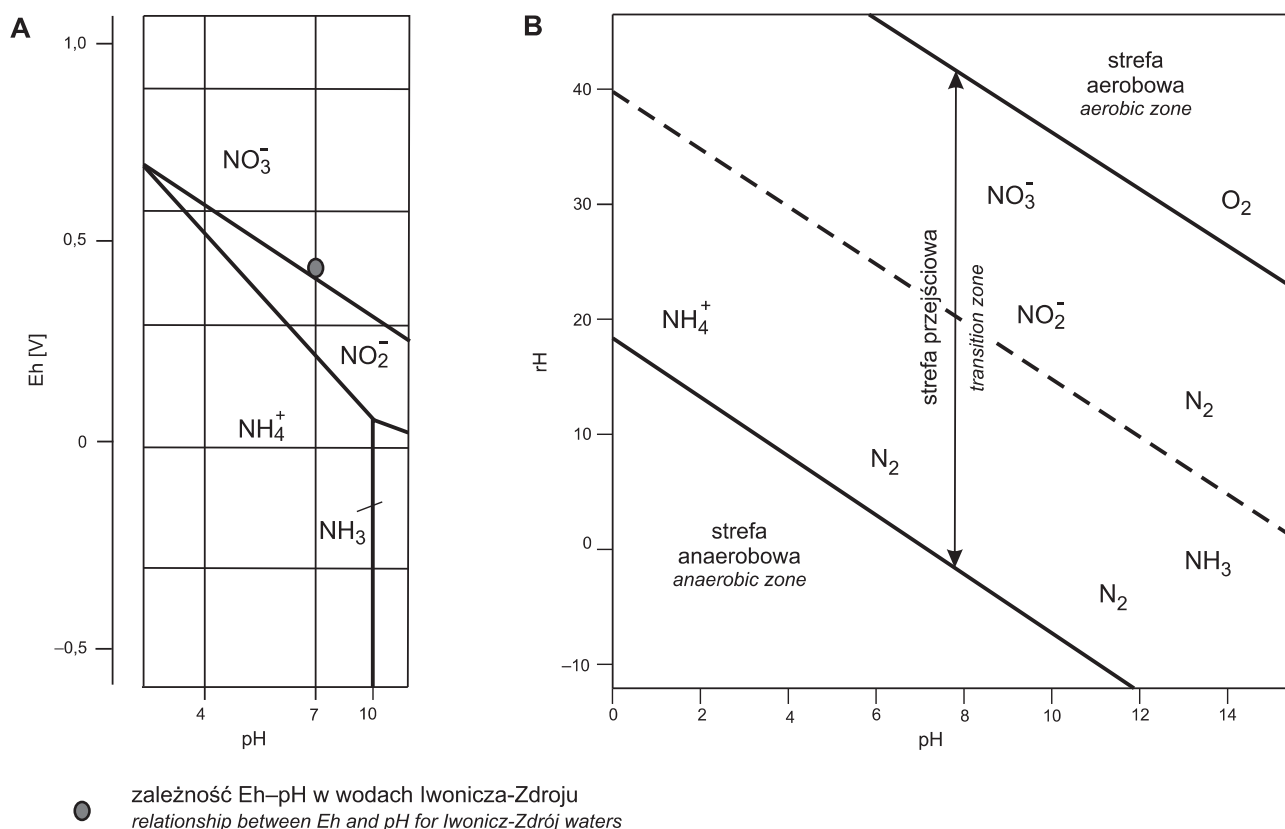 A
1,0
0,5
0
–0,5
Eh [V]
NO₃⁻
NO₂⁻
NH₄⁺
NH₃
4
7
10
pH
B
40
30
20
10
0
–10
rH
strefa
aerobowa
aerobic zone
O₂
NO₃⁻
strefa przejściowa
transition zone
NH₄⁺
NO₂⁻
N₂
N₂
strefa
anaerobowa
anaerobic zone
NH₃
N₂
0
2
4
6
8
10
12
14
pH
zależność Eh–pH w wodach Iwonicza-Zdroju
relationship between Eh and pH for Iwonicz-Zdrój waters